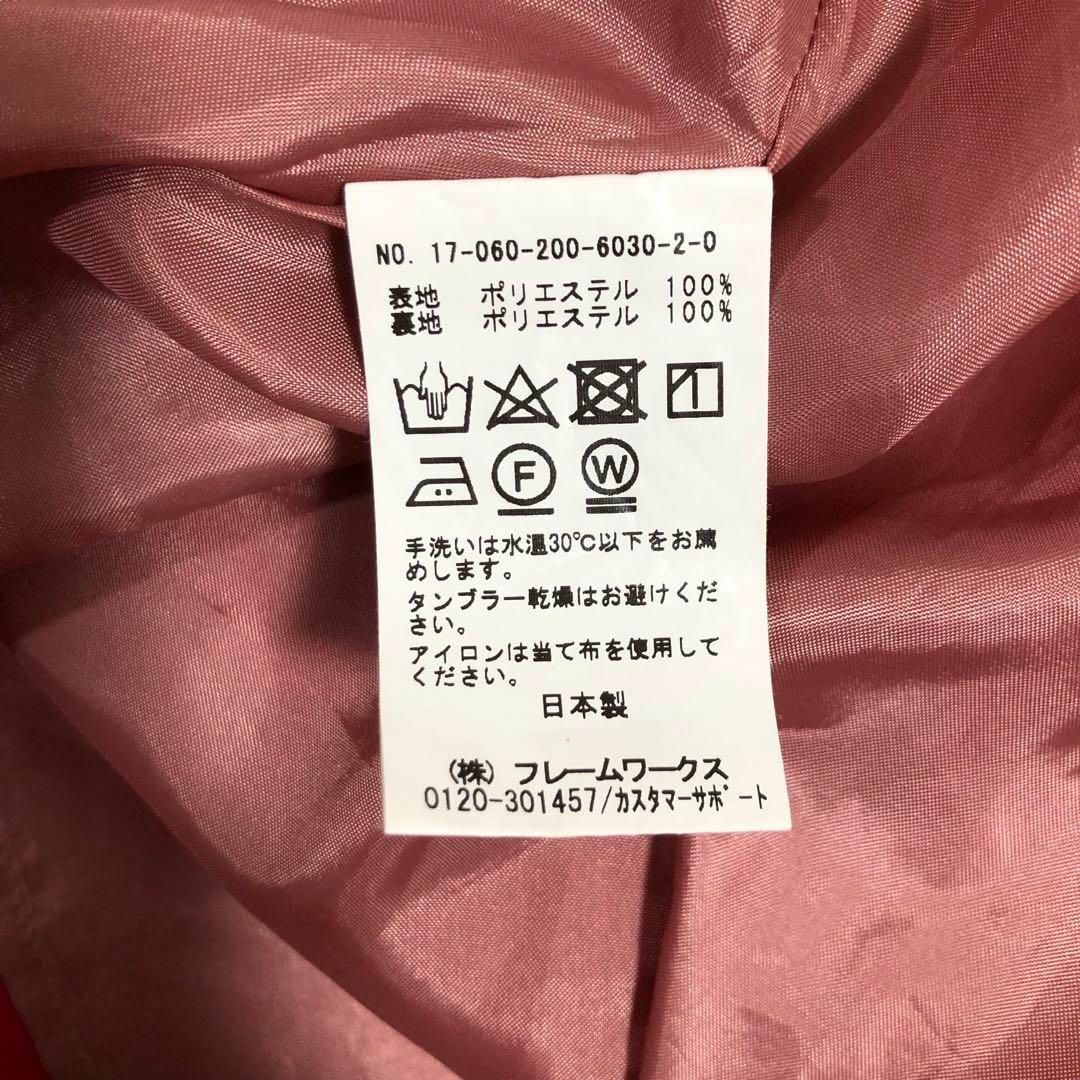 NO. 17-060-200-6030-2-0
表地 ポリエステル 100%
裏地 ポリエステル 100%
F W
手洗いは水温30℃以下をお薦
めします。
タンブラー乾燥はお避けくだ
さい。
アイロンは当て布を使用して
ください。
日本製
(株) フレームワークス
0120-301457/ｶｽﾀﾏｰｻﾎﾟｰﾄ